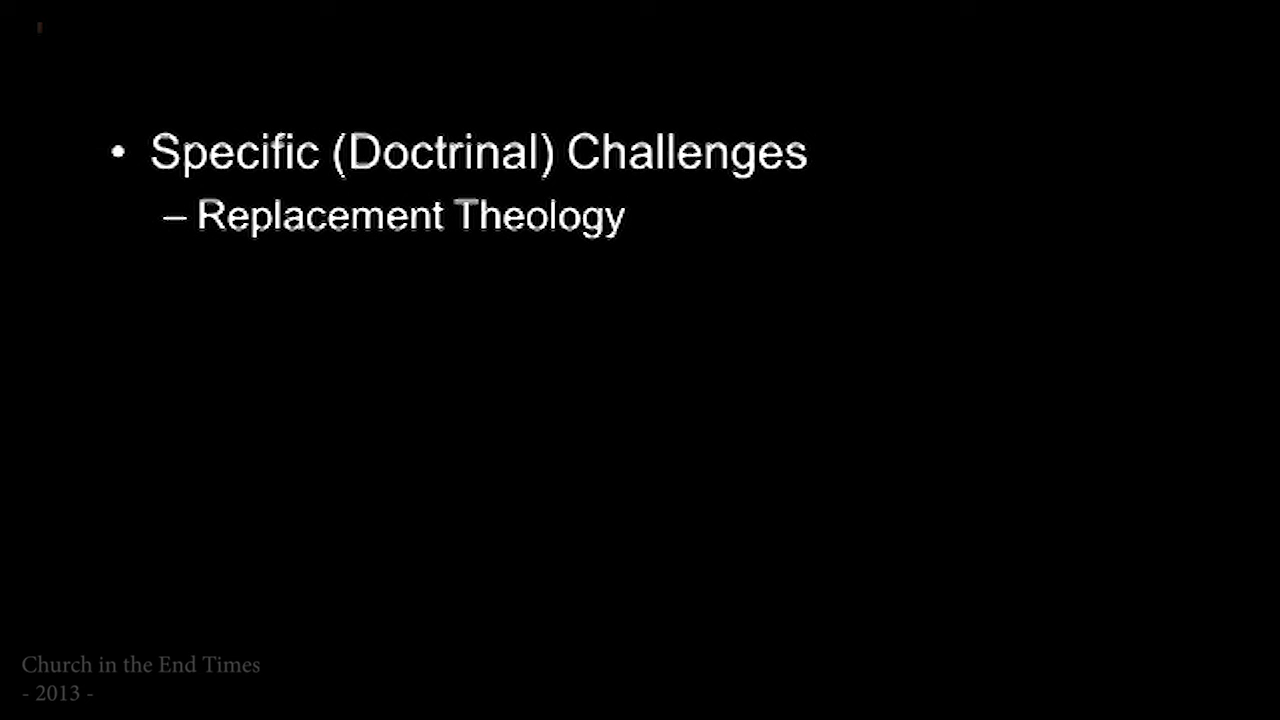 • Specific (Doctrinal) Challenges
– Replacement Theology
Church in the End Times
- 2013 -